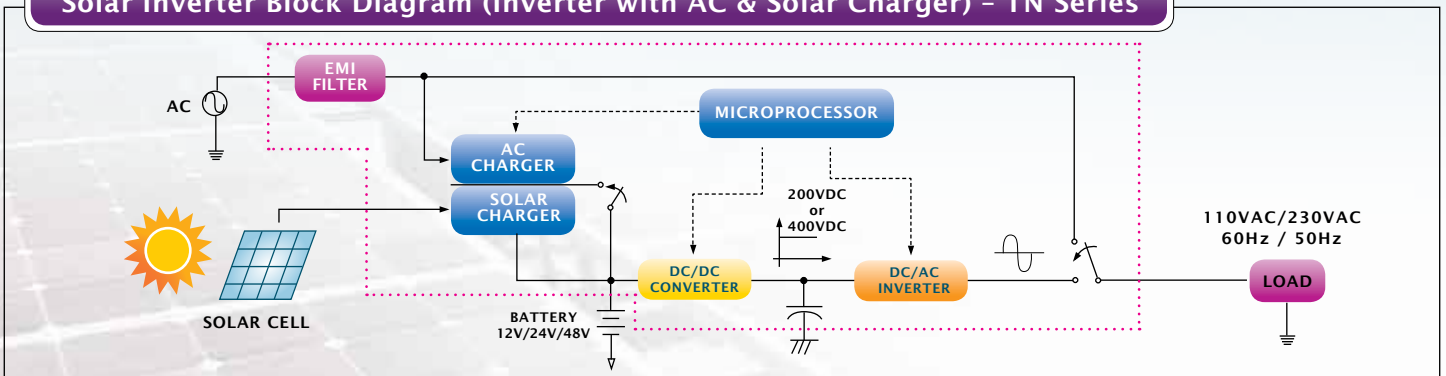 Solar Inverter Block Diagram (Inverter with AC & Solar Charger) – TN Series
EMI
FILTER
AC
MICROPROCESSOR
AC
CHARGER
SOLAR
CHARGER
200VDC
or
400VDC
110VAC/230VAC
60Hz / 50Hz
DC/DC
CONVERTER
DC/AC
INVERTER
LOAD
SOLAR CELL
BATTERY
12V/24V/48V